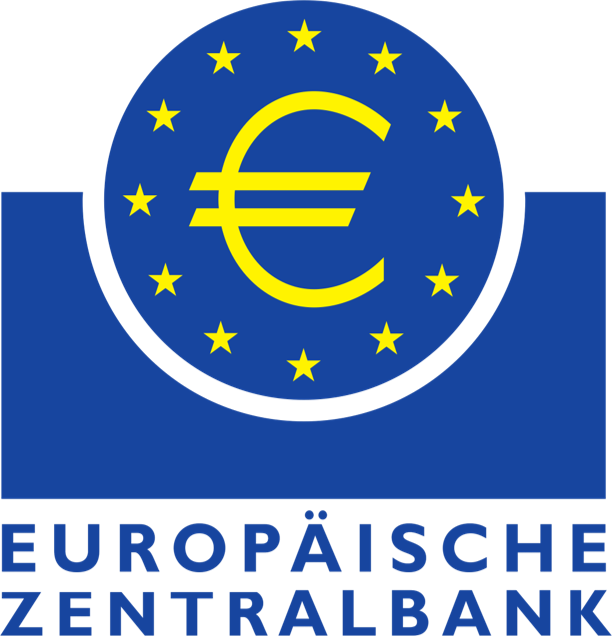 €
EUROPÄISCHE
ZENTRALBANK